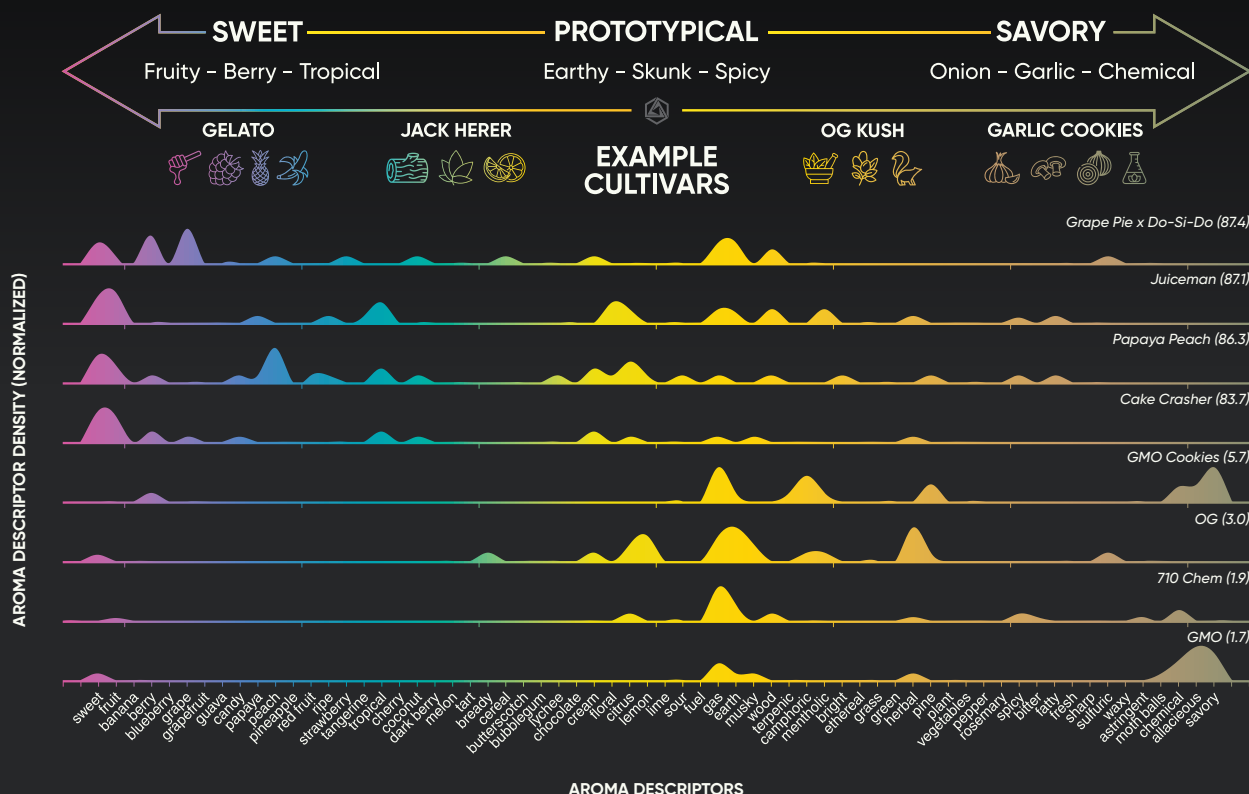 SWEET
PROTOTYPICAL
SAVORY
Fruity - Berry - Tropical
Earthy - Skunk - Spicy
Onion - Garlic - Chemical
GELATO
JACK HERER
EXAMPLE
CULTIVARS
OG KUSH
GARLIC COOKIES
AROMA DESCRIPTOR DENSITY (NORMALIZED)
Grape Pie x Do-Si-Do (87.4)
Juiceman (87.1)
Papaya Peach (86.3)
Cake Crasher (83.7)
GMO Cookies (5.7)
OG (3.0)
710 Chem (1.9)
GMO (1.7)
sweet
fruit
banana
berry
blueberry
grape
grapefruit
guava
candy
papaya
peach
pineapple
red fruit
ripe
strawberry
tangerine
tropical
cherry
coconut
dark berry
melon
tart
bready
cereal
butterscotch
bubblegum
lychee
chocolate
cream
floral
citrus
lemon
lime
sour
fuel
gas
earth
musky
wood
terpenic
camphoric
mentholic
bright
ethereal
grass
green
herbal
pine
plant
vegetables
pepper
rosemary
spicy
bitter
fatty
fresh
sharp
sulfuric
waxy
astringent
moth balls
chemical
allaceous
savory
AROMA DESCRIPTORS